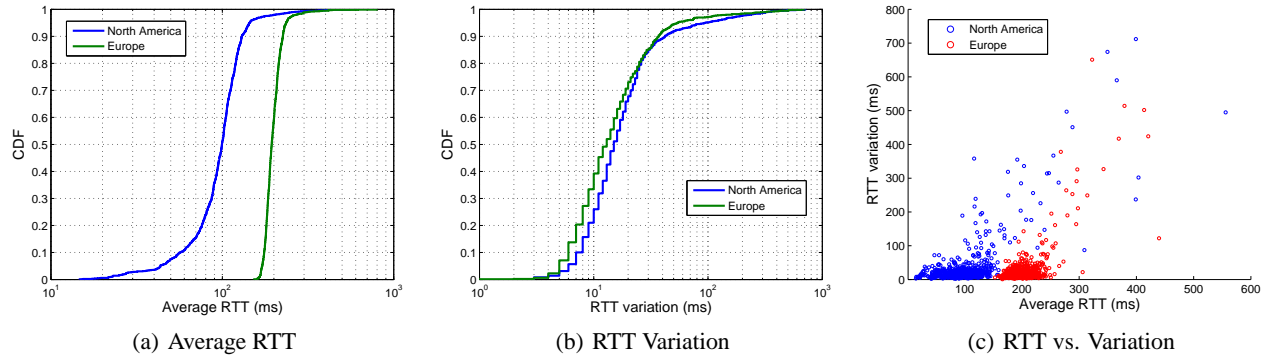 1
0.9
0.8
0.7
0.6
0.5
0.4
0.3
0.2
0.1
0
CDF
North America
Europe
10^1
10^2
10^3
Average RTT (ms)
(a) Average RTT
1
0.9
0.8
0.7
0.6
0.5
0.4
0.3
0.2
0.1
0
CDF
North America
Europe
10^0
10^1
10^2
10^3
RTT variation (ms)
(b) RTT Variation
800
700
600
500
400
300
200
100
0
RTT variation (ms)
North America
Europe
100
200
300
400
500
600
Average RTT (ms)
(c) RTT vs. Variation